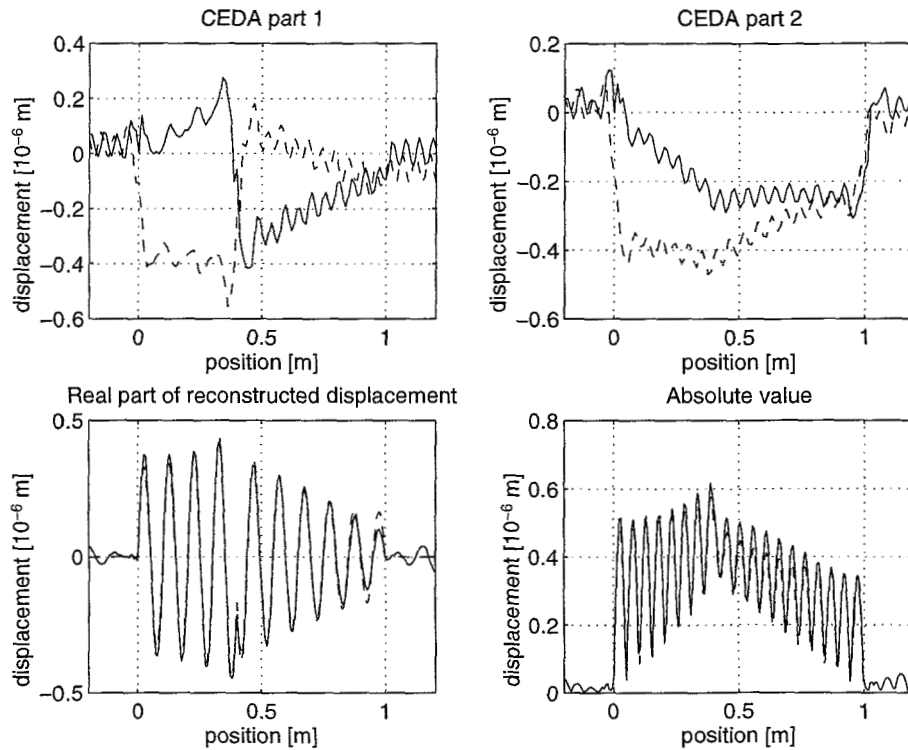 CEDA part 1
0.4
0.2
0
−0.2
−0.4
−0.6
displacement [10⁻⁶ m]
0 0.5 1
position [m]
CEDA part 2
0.2
0
−0.2
−0.4
−0.6
displacement [10⁻⁶ m]
0 0.5 1
position [m]
Real part of reconstructed displacement
0.5
0
−0.5
displacement [10⁻⁶ m]
0 0.5 1
position [m]
Absolute value
0.8
0.6
0.4
0.2
0
displacement [10⁻⁶ m]
0 0.5 1
position [m]